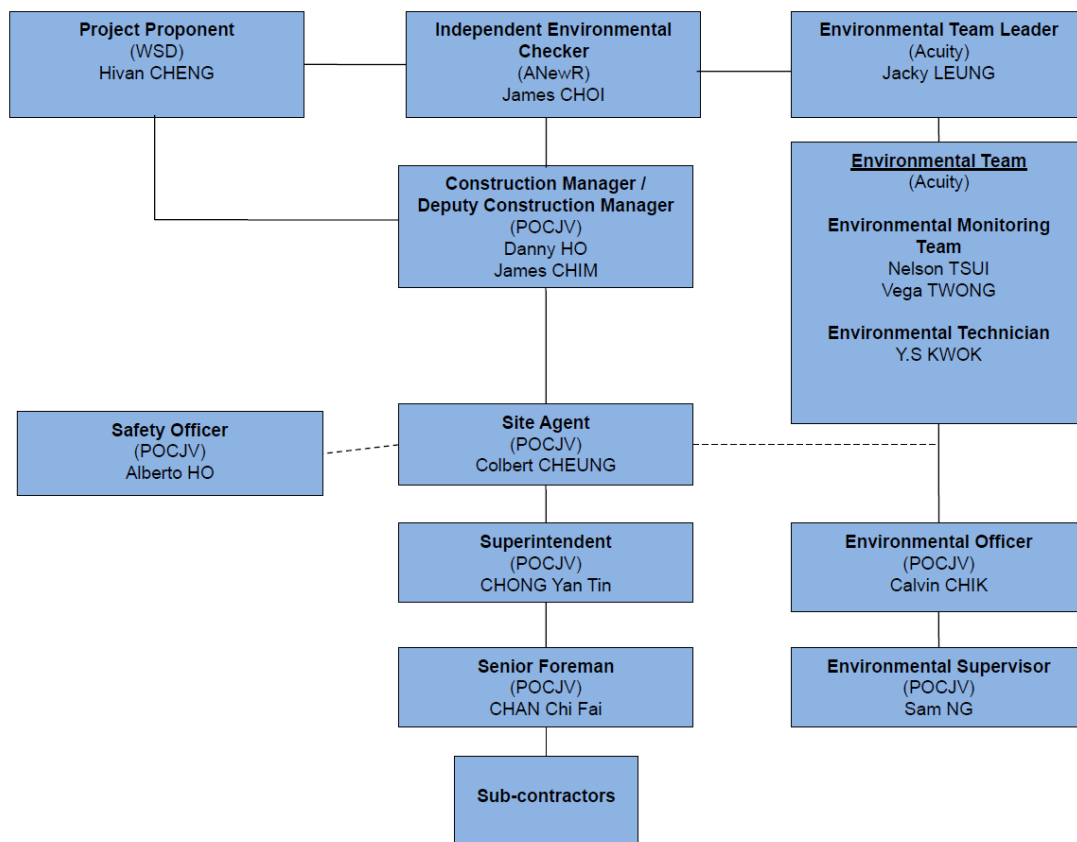 Project Proponent
(WSD)
Hivan CHENG
Independent Environmental
Checker
(ANewR)
James CHOI
Environmental Team Leader
(Acuity)
Jacky LEUNG
Environmental Team
(Acuity)
Environmental Monitoring
Team
Nelson TSUI
Vega TWONG
Environmental Technician
Y.S KWOK
Construction Manager /
Deputy Construction Manager
(POCJV)
Danny HO
James CHIM
Safety Officer
(POCJV)
Alberto HO
Site Agent
(POCJV)
Colbert CHEUNG
Superintendent
(POCJV)
CHONG Yan Tin
Environmental Officer
(POCJV)
Calvin CHIK
Senior Foreman
(POCJV)
CHAN Chi Fai
Environmental Supervisor
(POCJV)
Sam NG
Sub-contractors